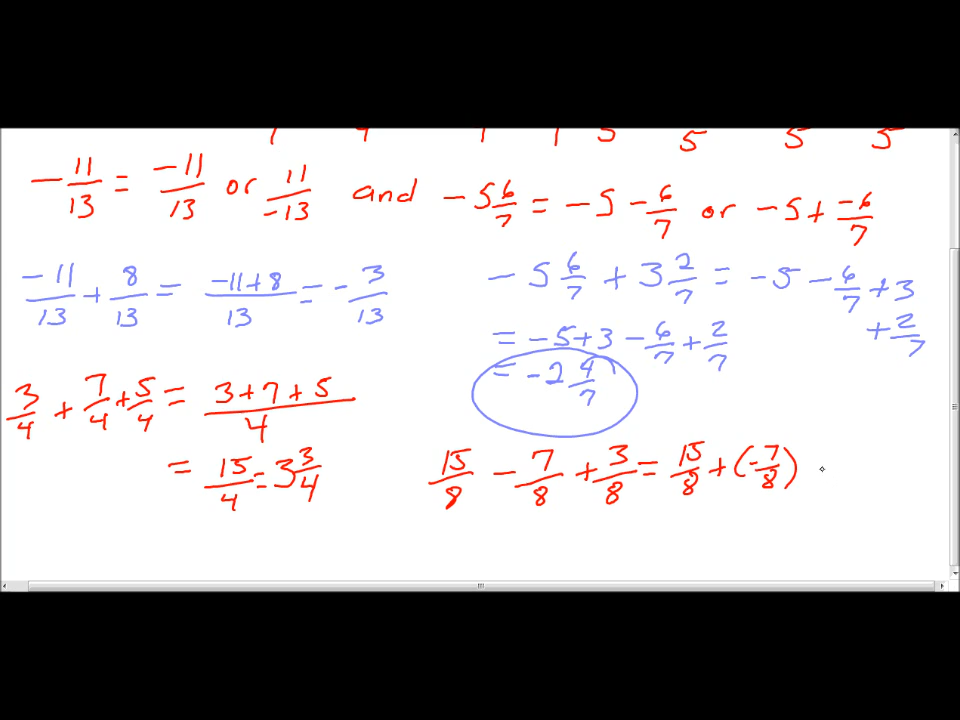 -11/13 = -11/13 or 11/-13 and -5 6/7 = -5 - 6/7 or -5 + -6/7
-11/13 + 8/13 = -11+8/13 = -3/13
-5 6/7 + 3 2/7 = -5 - 6/7 + 3 + 2/7
= -5+3 - 6/7 + 2/7
= -2 4/7
3/4 + 7/4 + 5/4 = 3+7+5/4
= 15/4 = 3 3/4
15/8 - 7/8 + 3/8 = 15/8 + (-7/8)